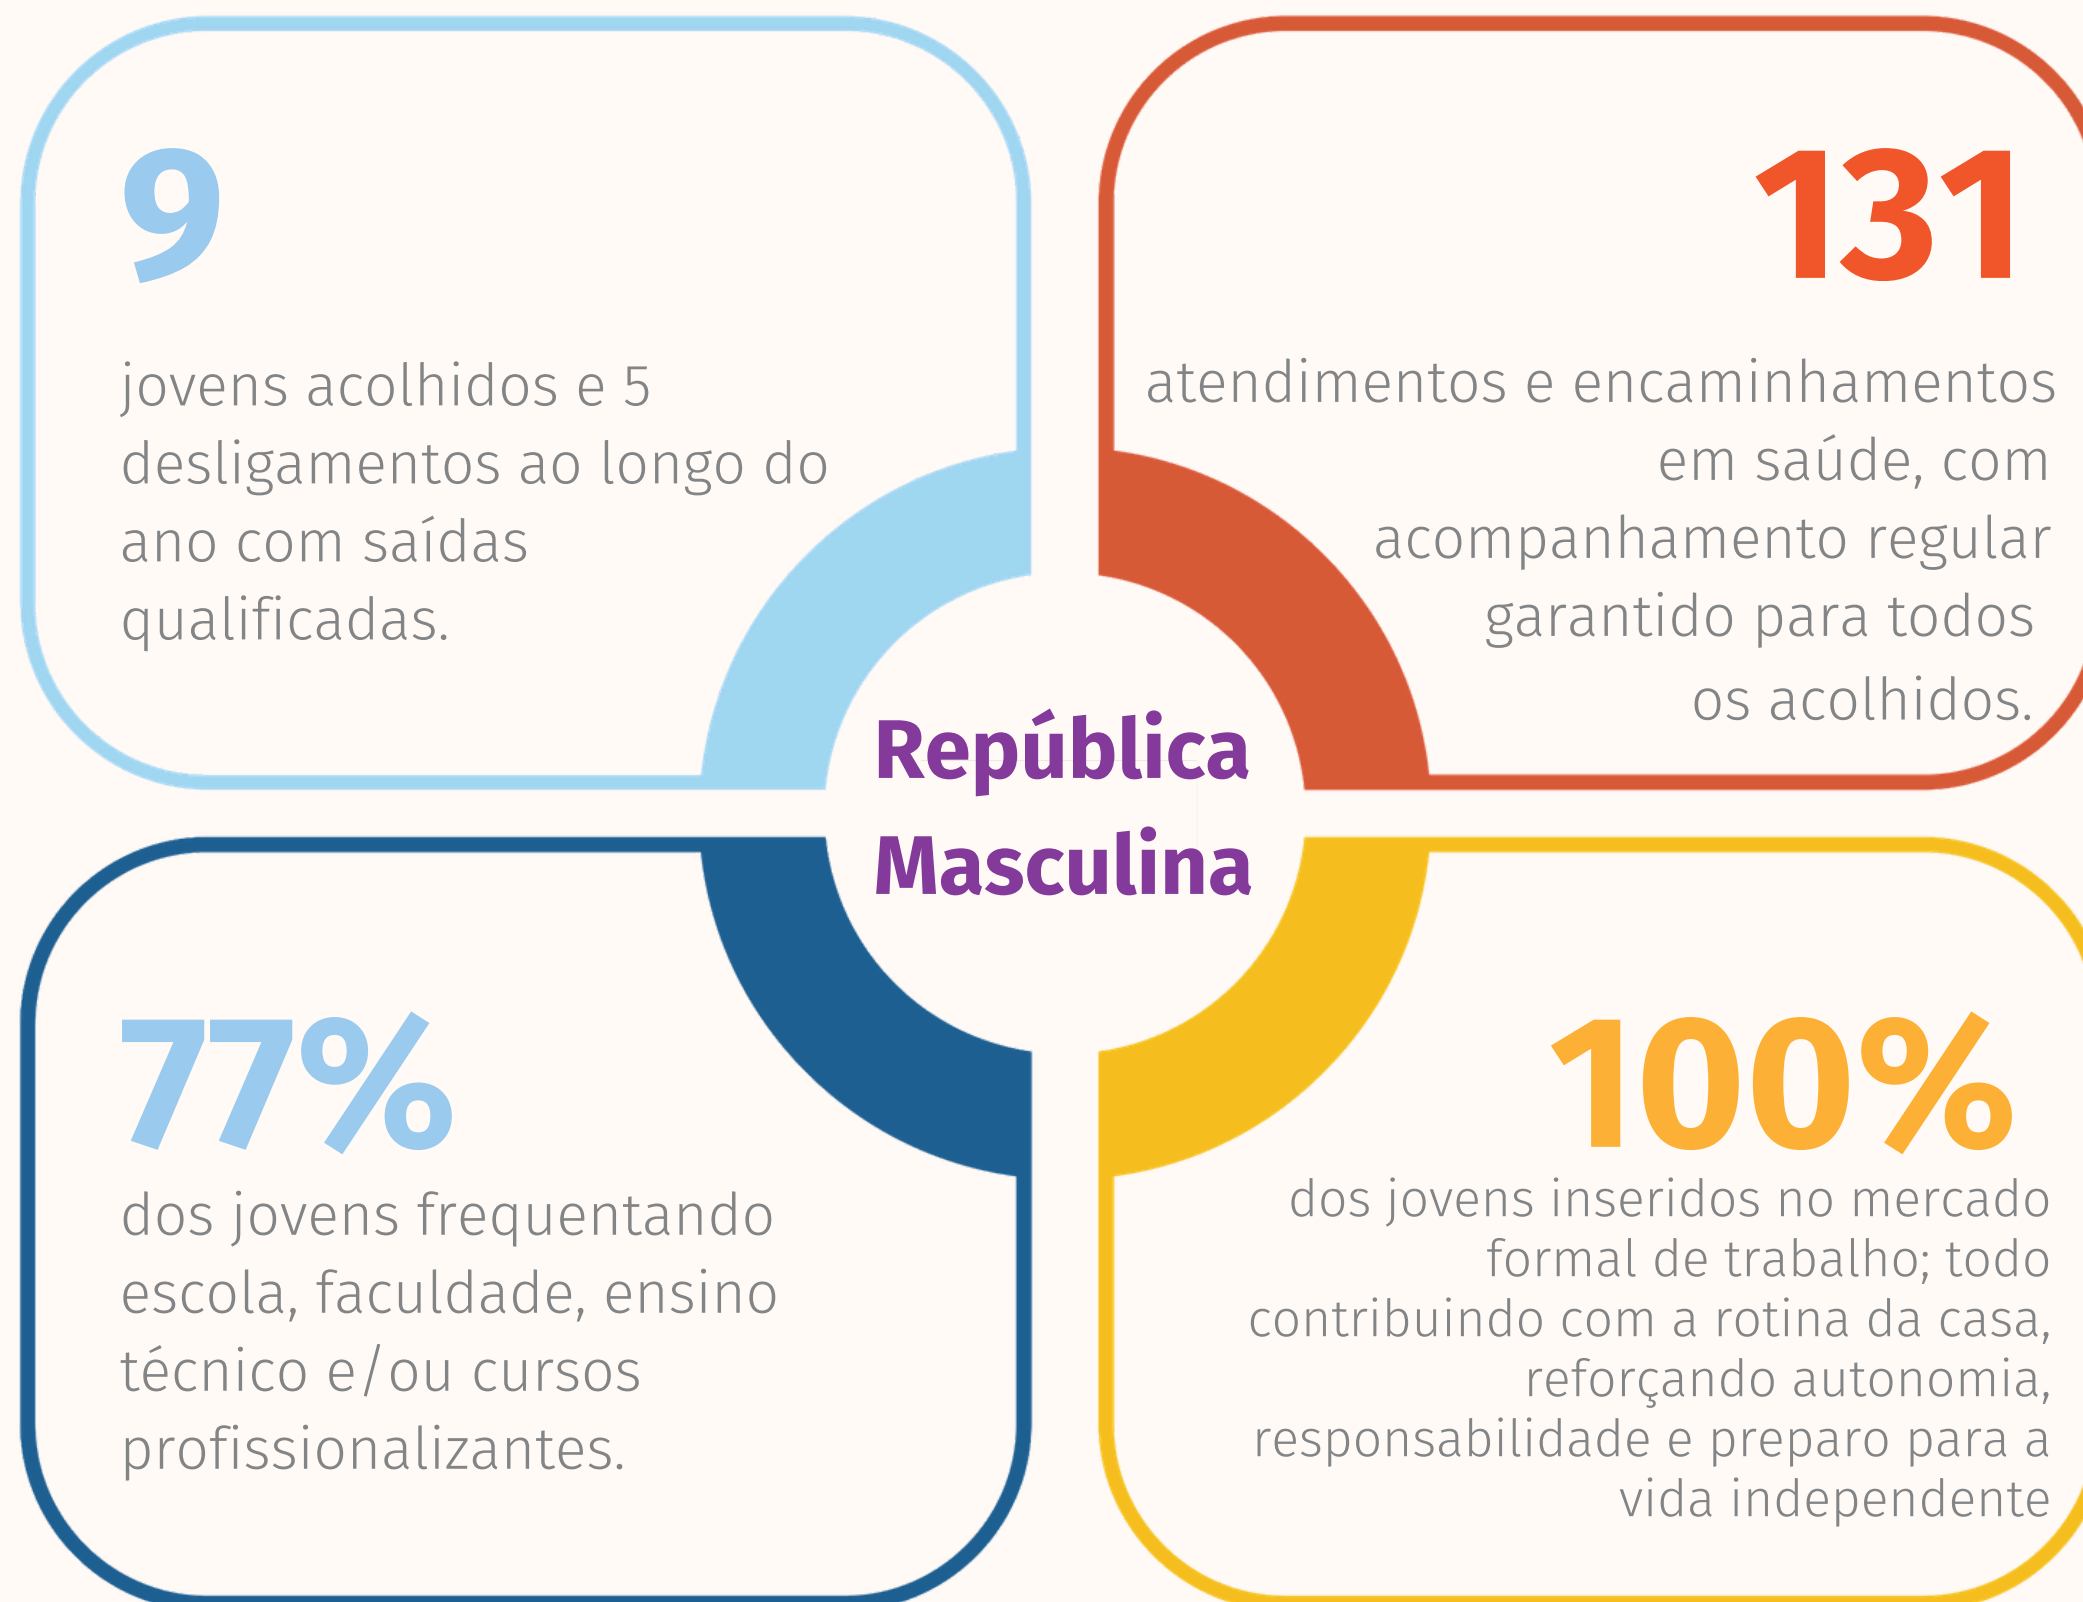 9
jovens acolhidos e 5
desligamentos ao longo do
ano com saídas
qualificadas.
131
atendimentos e encaminhamentos
em saúde, com
acompanhamento regular
garantido para todos
os acolhidos.
República
Masculina
77%
dos jovens frequentando
escola, faculdade, ensino
técnico e/ou cursos
profissionalizantes.
100%
dos jovens inseridos no mercado
formal de trabalho; todo
contribuindo com a rotina da casa,
reforçando autonomia,
responsabilidade e preparo para a
vida independente